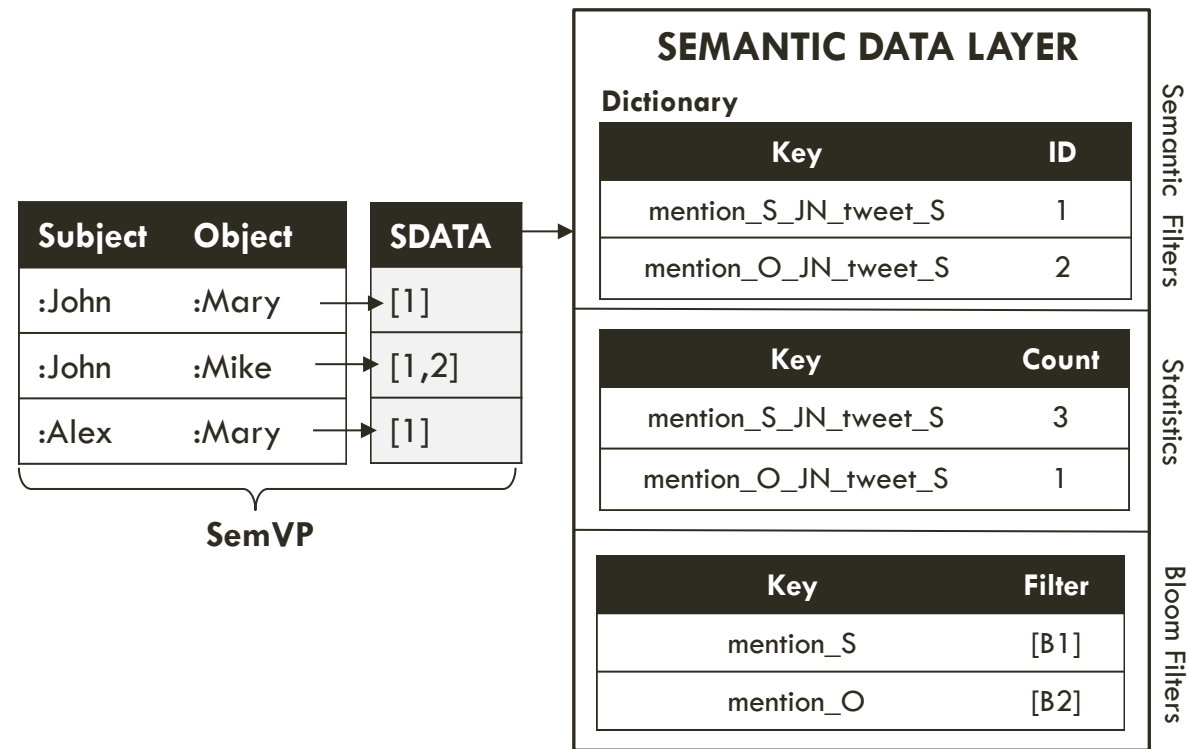 SEMANTIC DATA LAYER
Dictionary
Key ID
mention_S_JN_tweet_S 1
mention_O_JN_tweet_S 2
Semantic Filters
Subject Object SDATA
:John :Mary [1]
:John :Mike [1,2]
:Alex :Mary [1]
SemVP
Key Count
mention_S_JN_tweet_S 3
mention_O_JN_tweet_S 1
Statistics
Key Filter
mention_S [B1]
mention_O [B2]
Bloom Filters